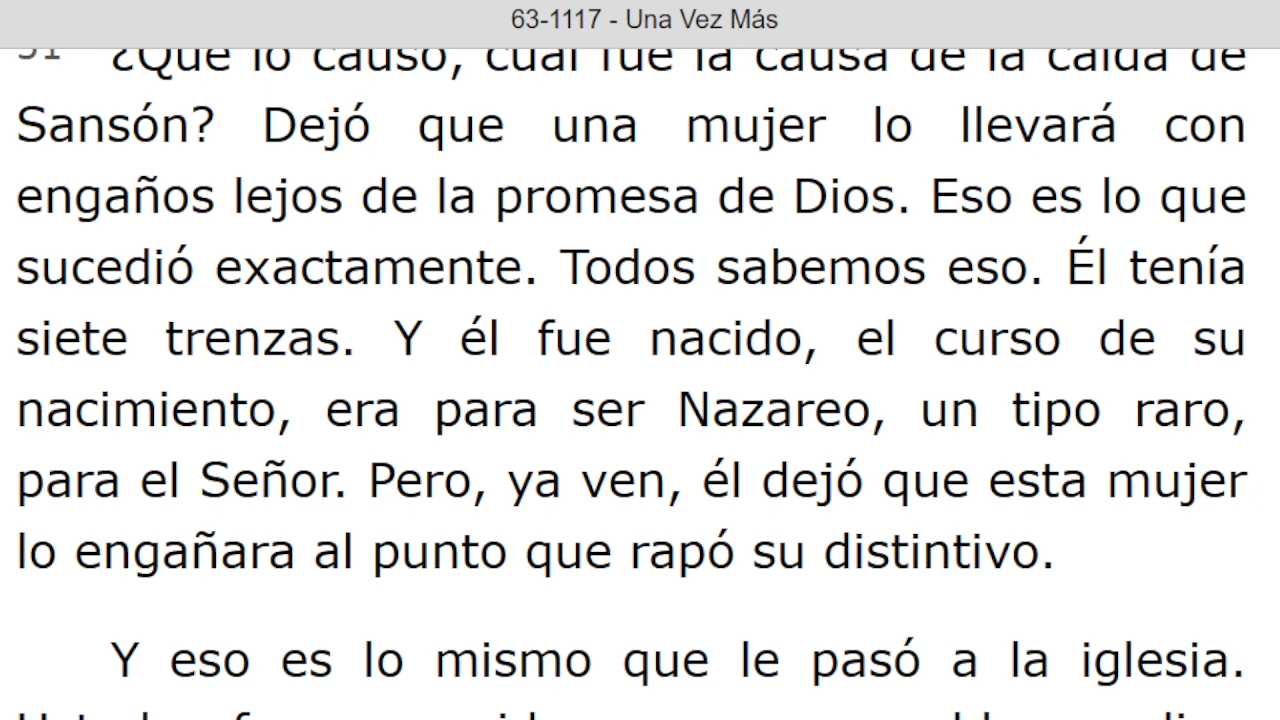 63-1117 - Una Vez Más
51 ¿Qué lo causó, cuál fue la causa de la caída de
Sansón? Dejó que una mujer lo llevará con
engaños lejos de la promesa de Dios. Eso es lo que
sucedió exactamente. Todos sabemos eso. Él tenía
siete trenzas. Y él fue nacido, el curso de su
nacimiento, era para ser Nazareo, un tipo raro,
para el Señor. Pero, ya ven, él dejó que esta mujer
lo engañara al punto que rapó su distintivo.
Y eso es lo mismo que le pasó a la iglesia.